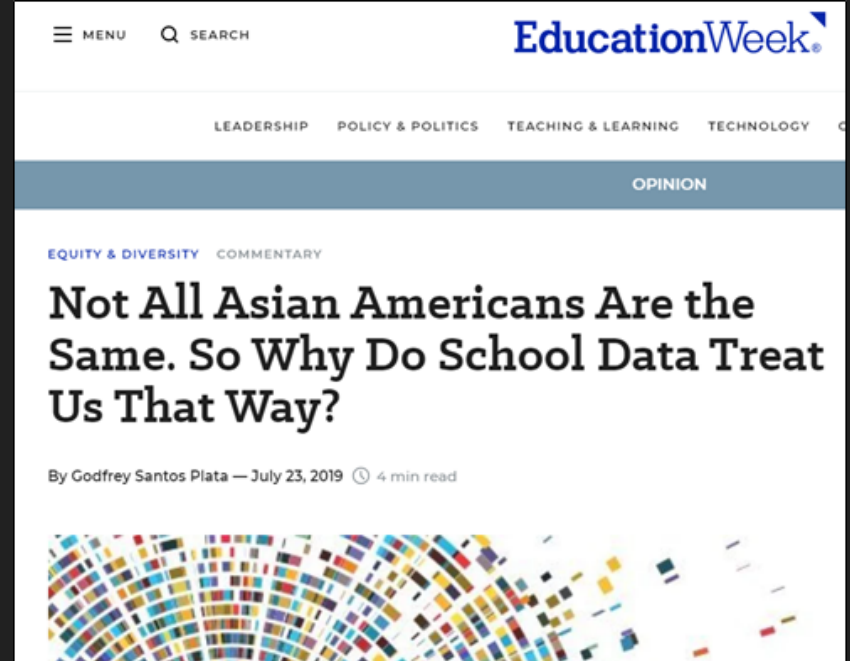 MENU SEARCH EducationWeek.®
LEADERSHIP POLICY & POLITICS TEACHING & LEARNING TECHNOLOGY
OPINION
EQUITY & DIVERSITY COMMENTARY
Not All Asian Americans Are the
Same. So Why Do School Data Treat
Us That Way?
By Godfrey Santos Plata — July 23, 2019 4 min read